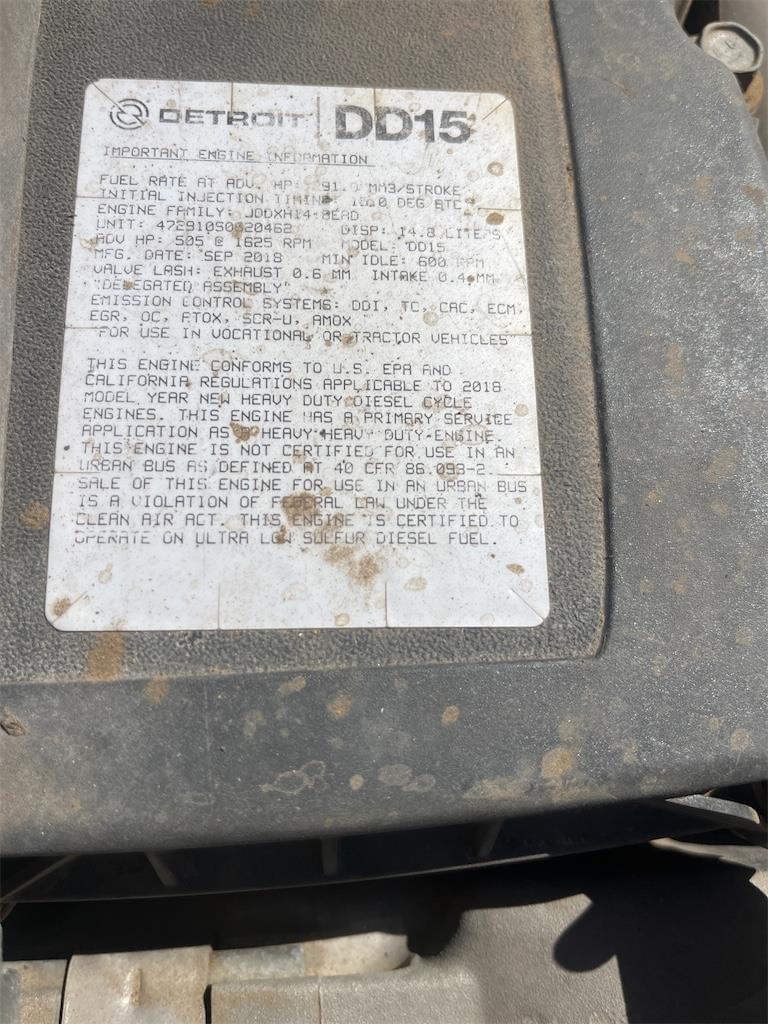 DETROIT DD15
IMPORTANT ENGINE INFORMATION
FUEL RATE AT ADV. HP: 91.0 MM3/STROKE
INITIAL INJECTION TIMING: DEG BTC
ENGINE FAMILY: JDDXH14.8EAD DISP: 14.8 LITERS
UNIT: 472910S0020462
ADV HP: 505 @ 1625 RPM MODEL: DD15
MFG. DATE: SEP 2018 MIN IDLE: 600 RPM
VALVE LASH: EXHAUST 0.6 MM INTAKE 0.4 MM
"DELEGATED ASSEMBLY"
EMISSION CONTROL SYSTEMS: DDI, TC, CAC, ECM,
EGR, OC, PTOX, SCR-U, AMOX
"FOR USE IN VOCATIONAL OR TRACTOR VEHICLES"
THIS ENGINE CONFORMS TO U.S. EPA AND
CALIFORNIA REGULATIONS APPLICABLE TO 2018
MODEL YEAR NEW HEAVY DUTY DIESEL CYCLE
ENGINES. THIS ENGINE HAS A PRIMARY SERVICE
APPLICATION AS A HEAVY-HEAVY DUTY-ENGINE.
THIS ENGINE IS NOT CERTIFIED FOR USE IN AN
URBAN BUS AS DEFINED AT 40 CFR 86.093-2.
SALE OF THIS ENGINE FOR USE IN AN URBAN BUS
IS A VIOLATION OF FEDERAL LAW UNDER THE
CLEAN AIR ACT. THIS ENGINE IS CERTIFIED TO
OPERATE ON ULTRA LOW SULFUR DIESEL FUEL.